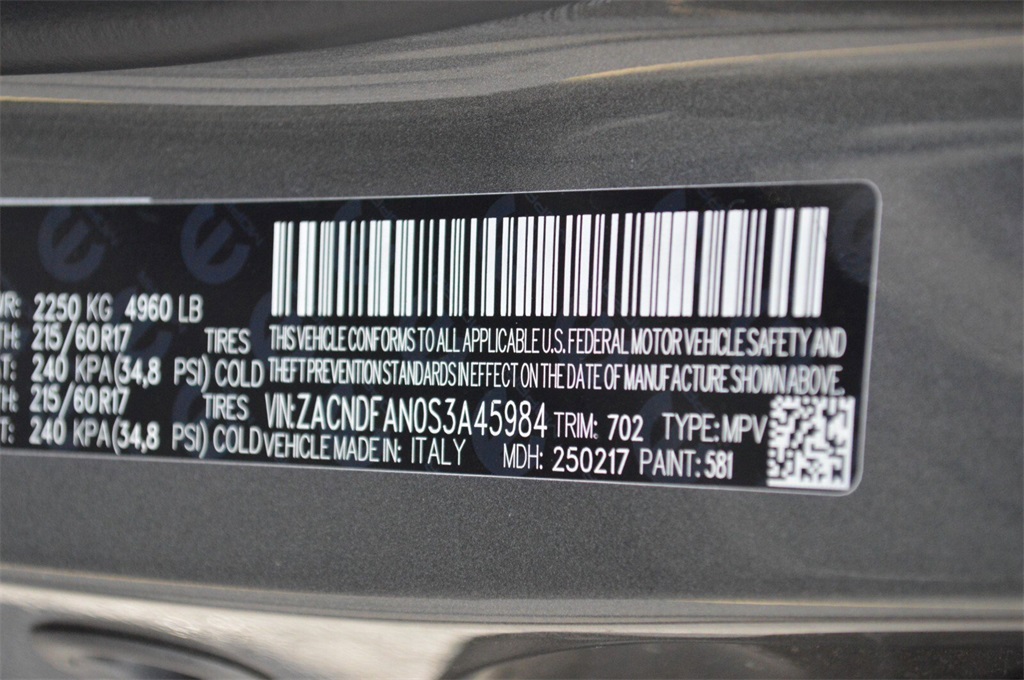 WR: 2250 KG 4960 LB
TH: 215/60R17 TIRES
T: 240 KPA(34,8 PSI) COLD
TH: 215/60R17 TIRES
T: 240 KPA(34,8 PSI) COLD
THIS VEHICLE CONFORMS TO ALL APPLICABLE U.S. FEDERAL MOTOR VEHICLE SAFETY AND
THEFT PREVENTION STANDARDS IN EFFECT ON THE DATE OF MANUFACTURE SHOWN ABOVE.
VIN:ZACNDFAN0S3A45984 TRIM: 702 TYPE: MPV
VEHICLE MADE IN: ITALY MDH: 250217 PAINT: 581